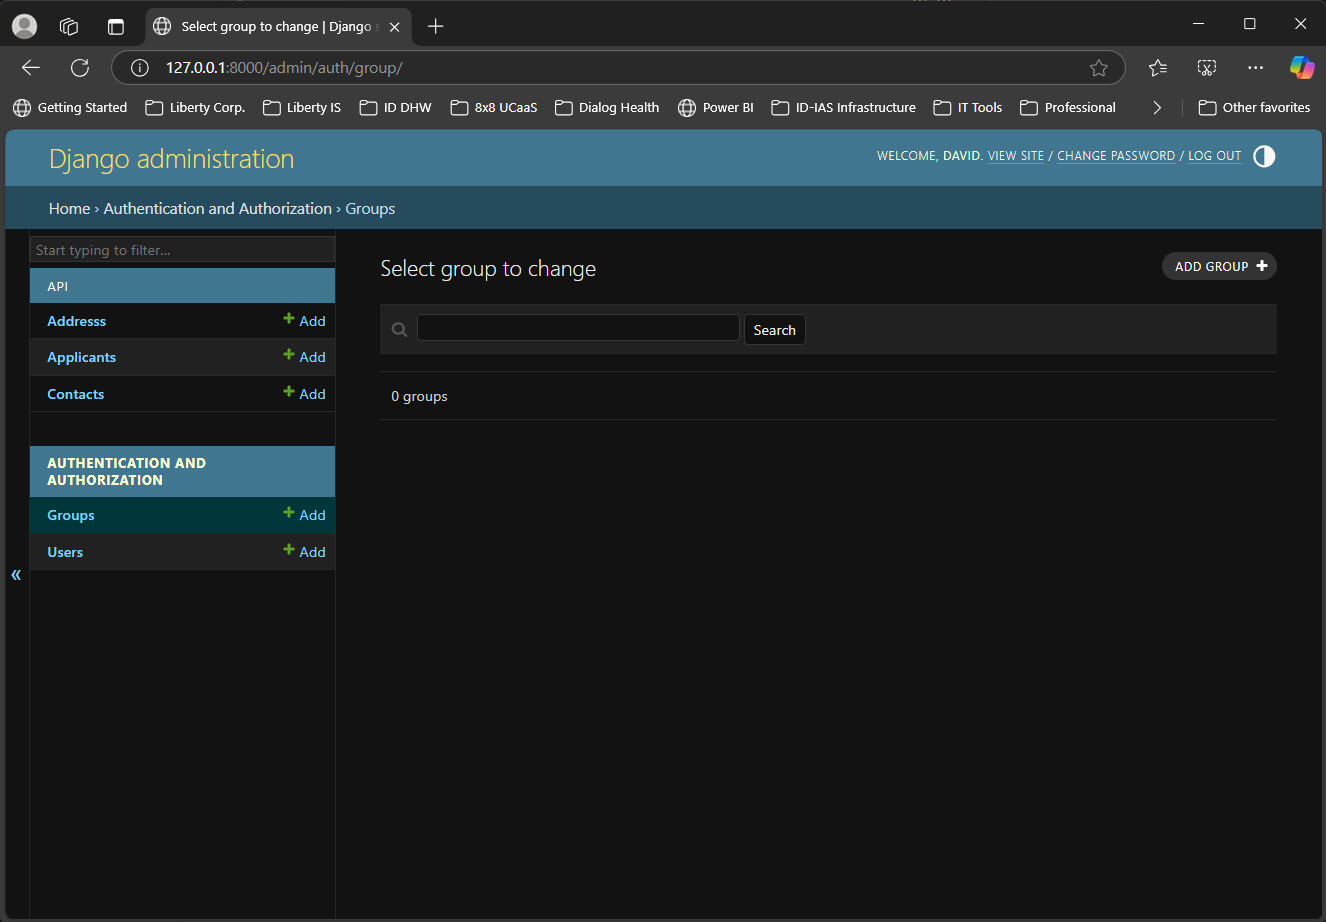 Select group to change | Django s
127.0.0.1:8000/admin/auth/group/
Getting Started Liberty Corp. Liberty IS ID DHW 8x8 UCaaS Dialog Health Power BI ID-IAS Infrastructure IT Tools Professional Other favorites
Django administration
WELCOME, DAVID. VIEW SITE / CHANGE PASSWORD / LOG OUT
Home › Authentication and Authorization › Groups
Start typing to filter...
API
Addresss Add
Applicants Add
Contacts Add
AUTHENTICATION AND
AUTHORIZATION
Groups Add
Users Add
«
Select group to change
ADD GROUP
Search
0 groups